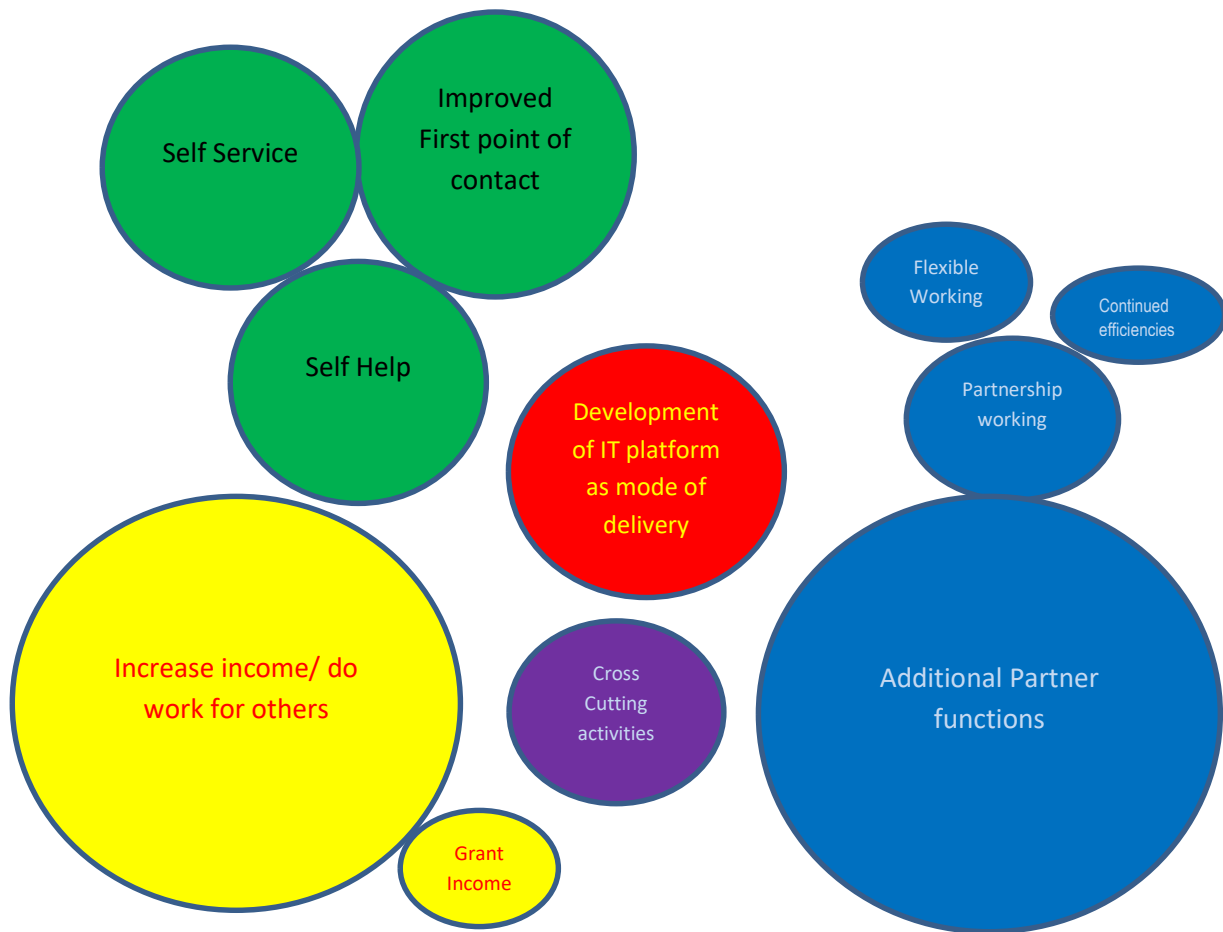 Improved
First point of
contact
Self Service
Self Help
Flexible
Working
Continued
efficiencies
Partnership
working
Development
of IT platform
as mode of
delivery
Increase income/ do
work for others
Cross
Cutting
activities
Additional Partner
functions
Grant
Income